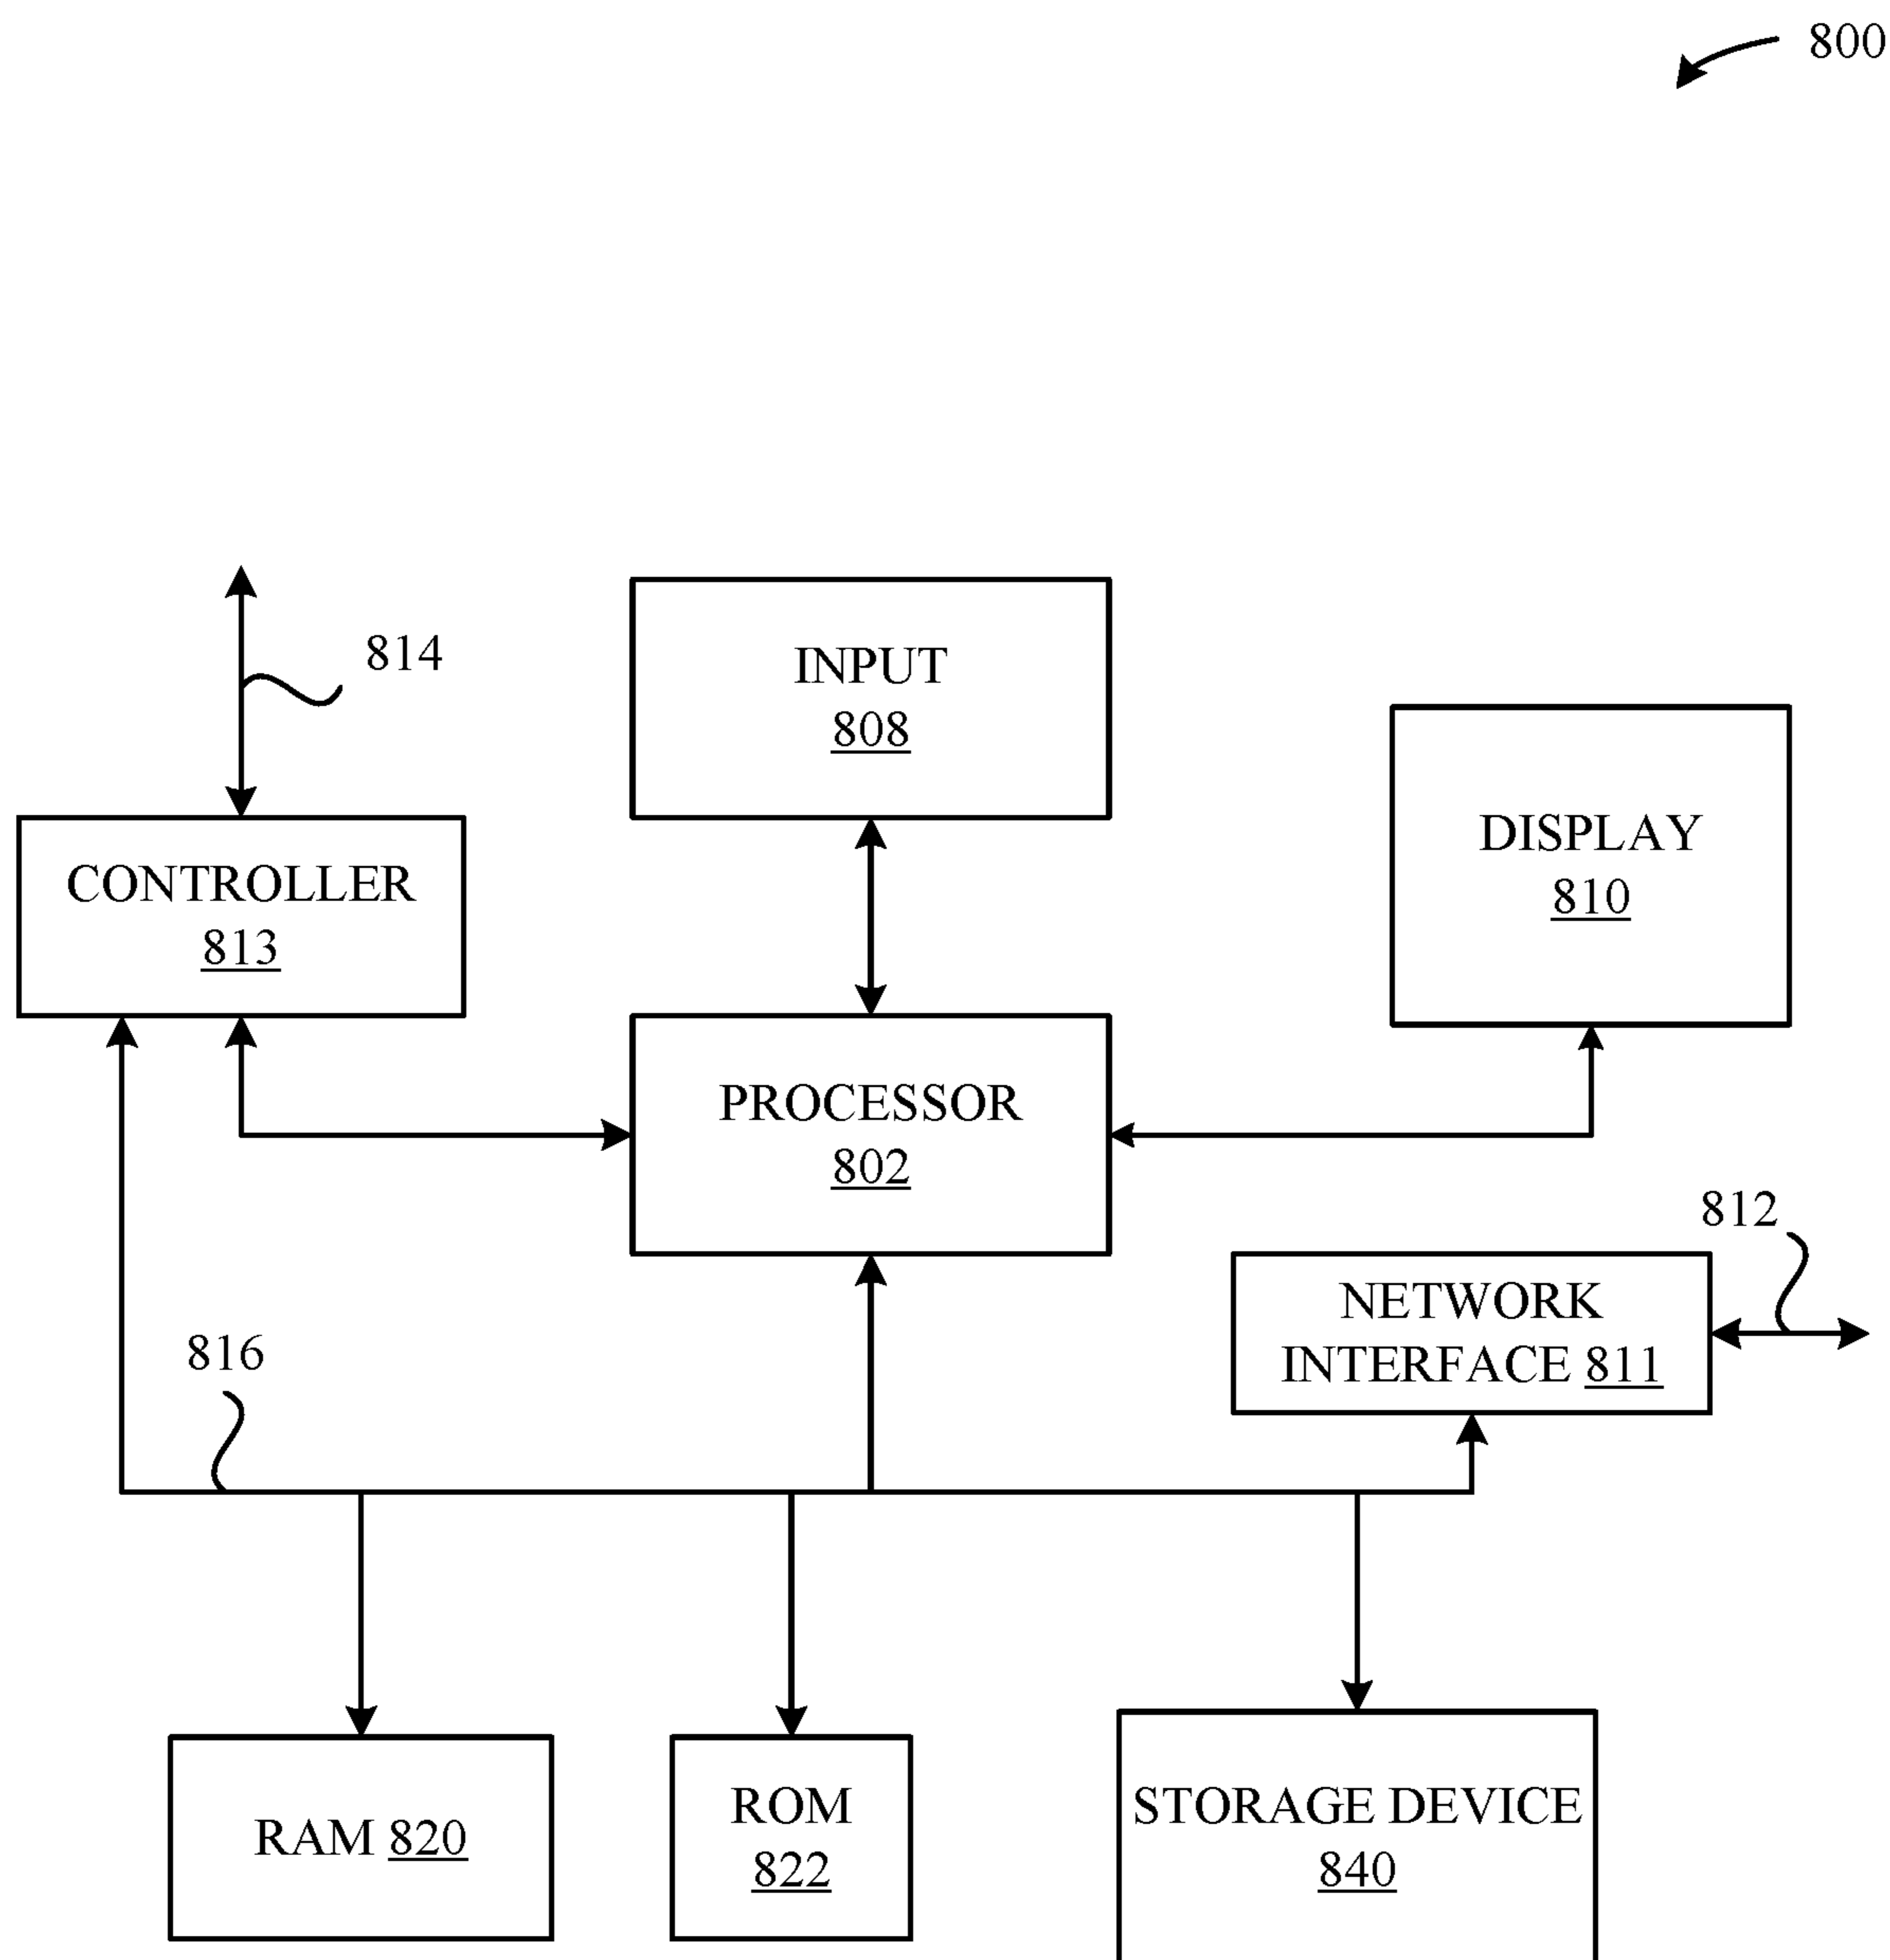 800
814
INPUT
808
DISPLAY
810
CONTROLLER
813
PROCESSOR
802
812
NETWORK
INTERFACE 811
816
RAM 820
ROM
822
STORAGE DEVICE
840